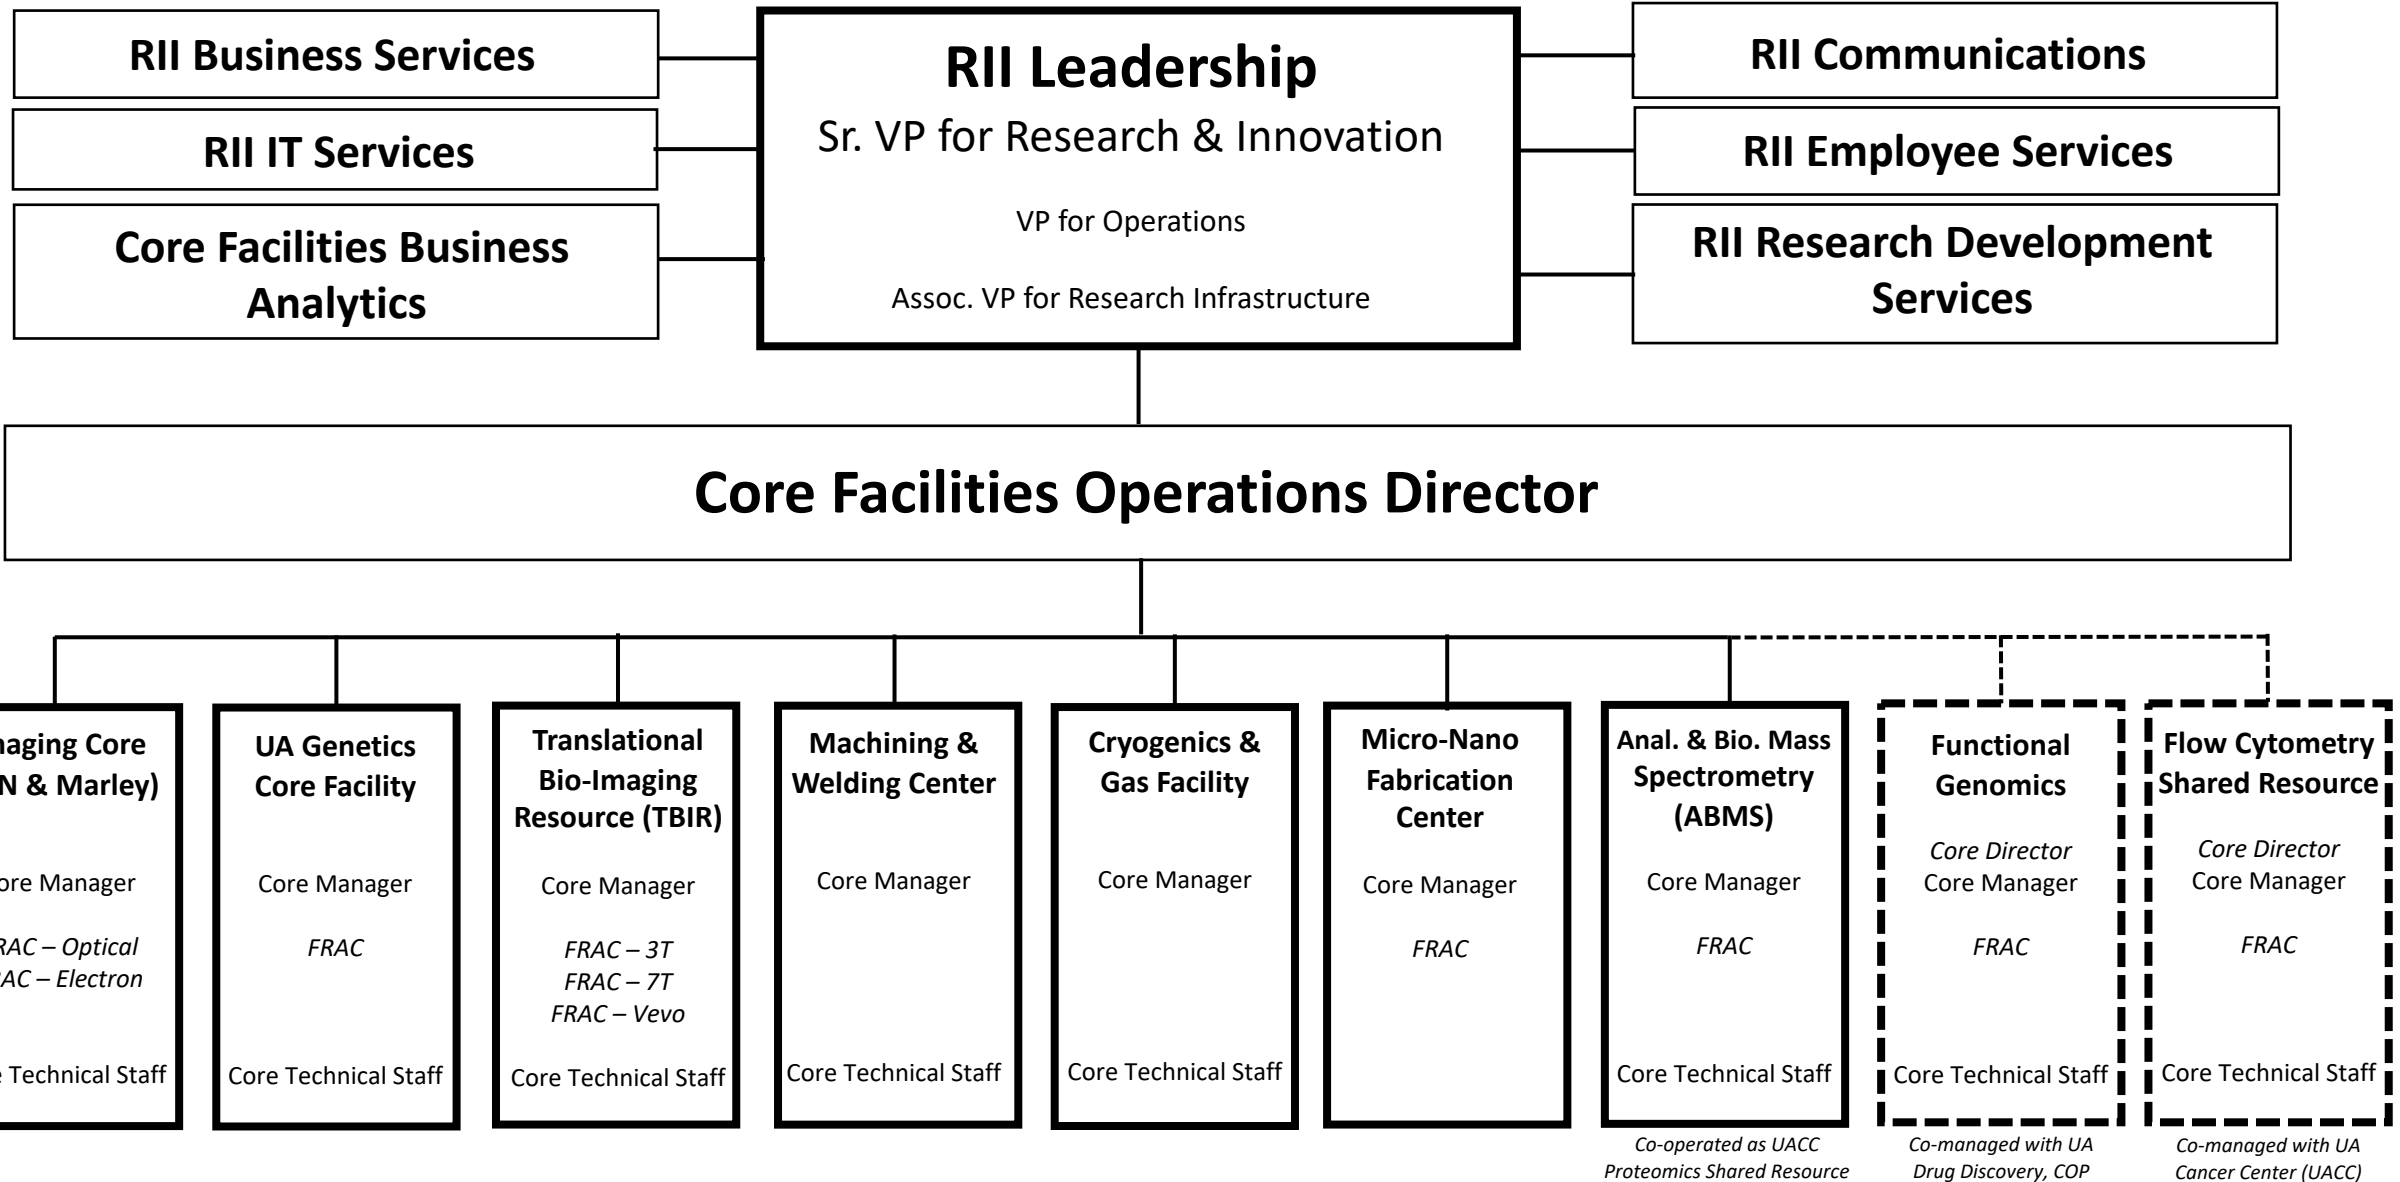 RII Business Services
RII IT Services
Core Facilities Business
Analytics
RII Leadership
Sr. VP for Research & Innovation
VP for Operations
Assoc. VP for Research Infrastructure
RII Communications
RII Employee Services
RII Research Development
Services
Core Facilities Operations Director
Core
& Marley)
Manager
– Optical
– Electron
Technical Staff
UA Genetics
Core Facility
Core Manager
FRAC
Core Technical Staff
Translational
Bio-Imaging
Resource (TBIR)
Core Manager
FRAC – 3T
FRAC – 7T
FRAC – Vevo
Core Technical Staff
Machining &
Welding Center
Core Manager
Core Technical Staff
Cryogenics &
Gas Facility
Core Manager
Core Technical Staff
Micro-Nano
Fabrication
Center
Core Manager
FRAC
Anal. & Bio. Mass
Spectrometry
(ABMS)
Core Manager
FRAC
Core Technical Staff
Co-operated as UACC
Proteomics Shared Resource
Functional
Genomics
Core Director
Core Manager
FRAC
Core Technical Staff
Co-managed with UA
Drug Discovery, COP
Flow Cytometry
Shared Resource
Core Director
Core Manager
FRAC
Core Technical Staff
Co-managed with UA
Cancer Center (UACC)